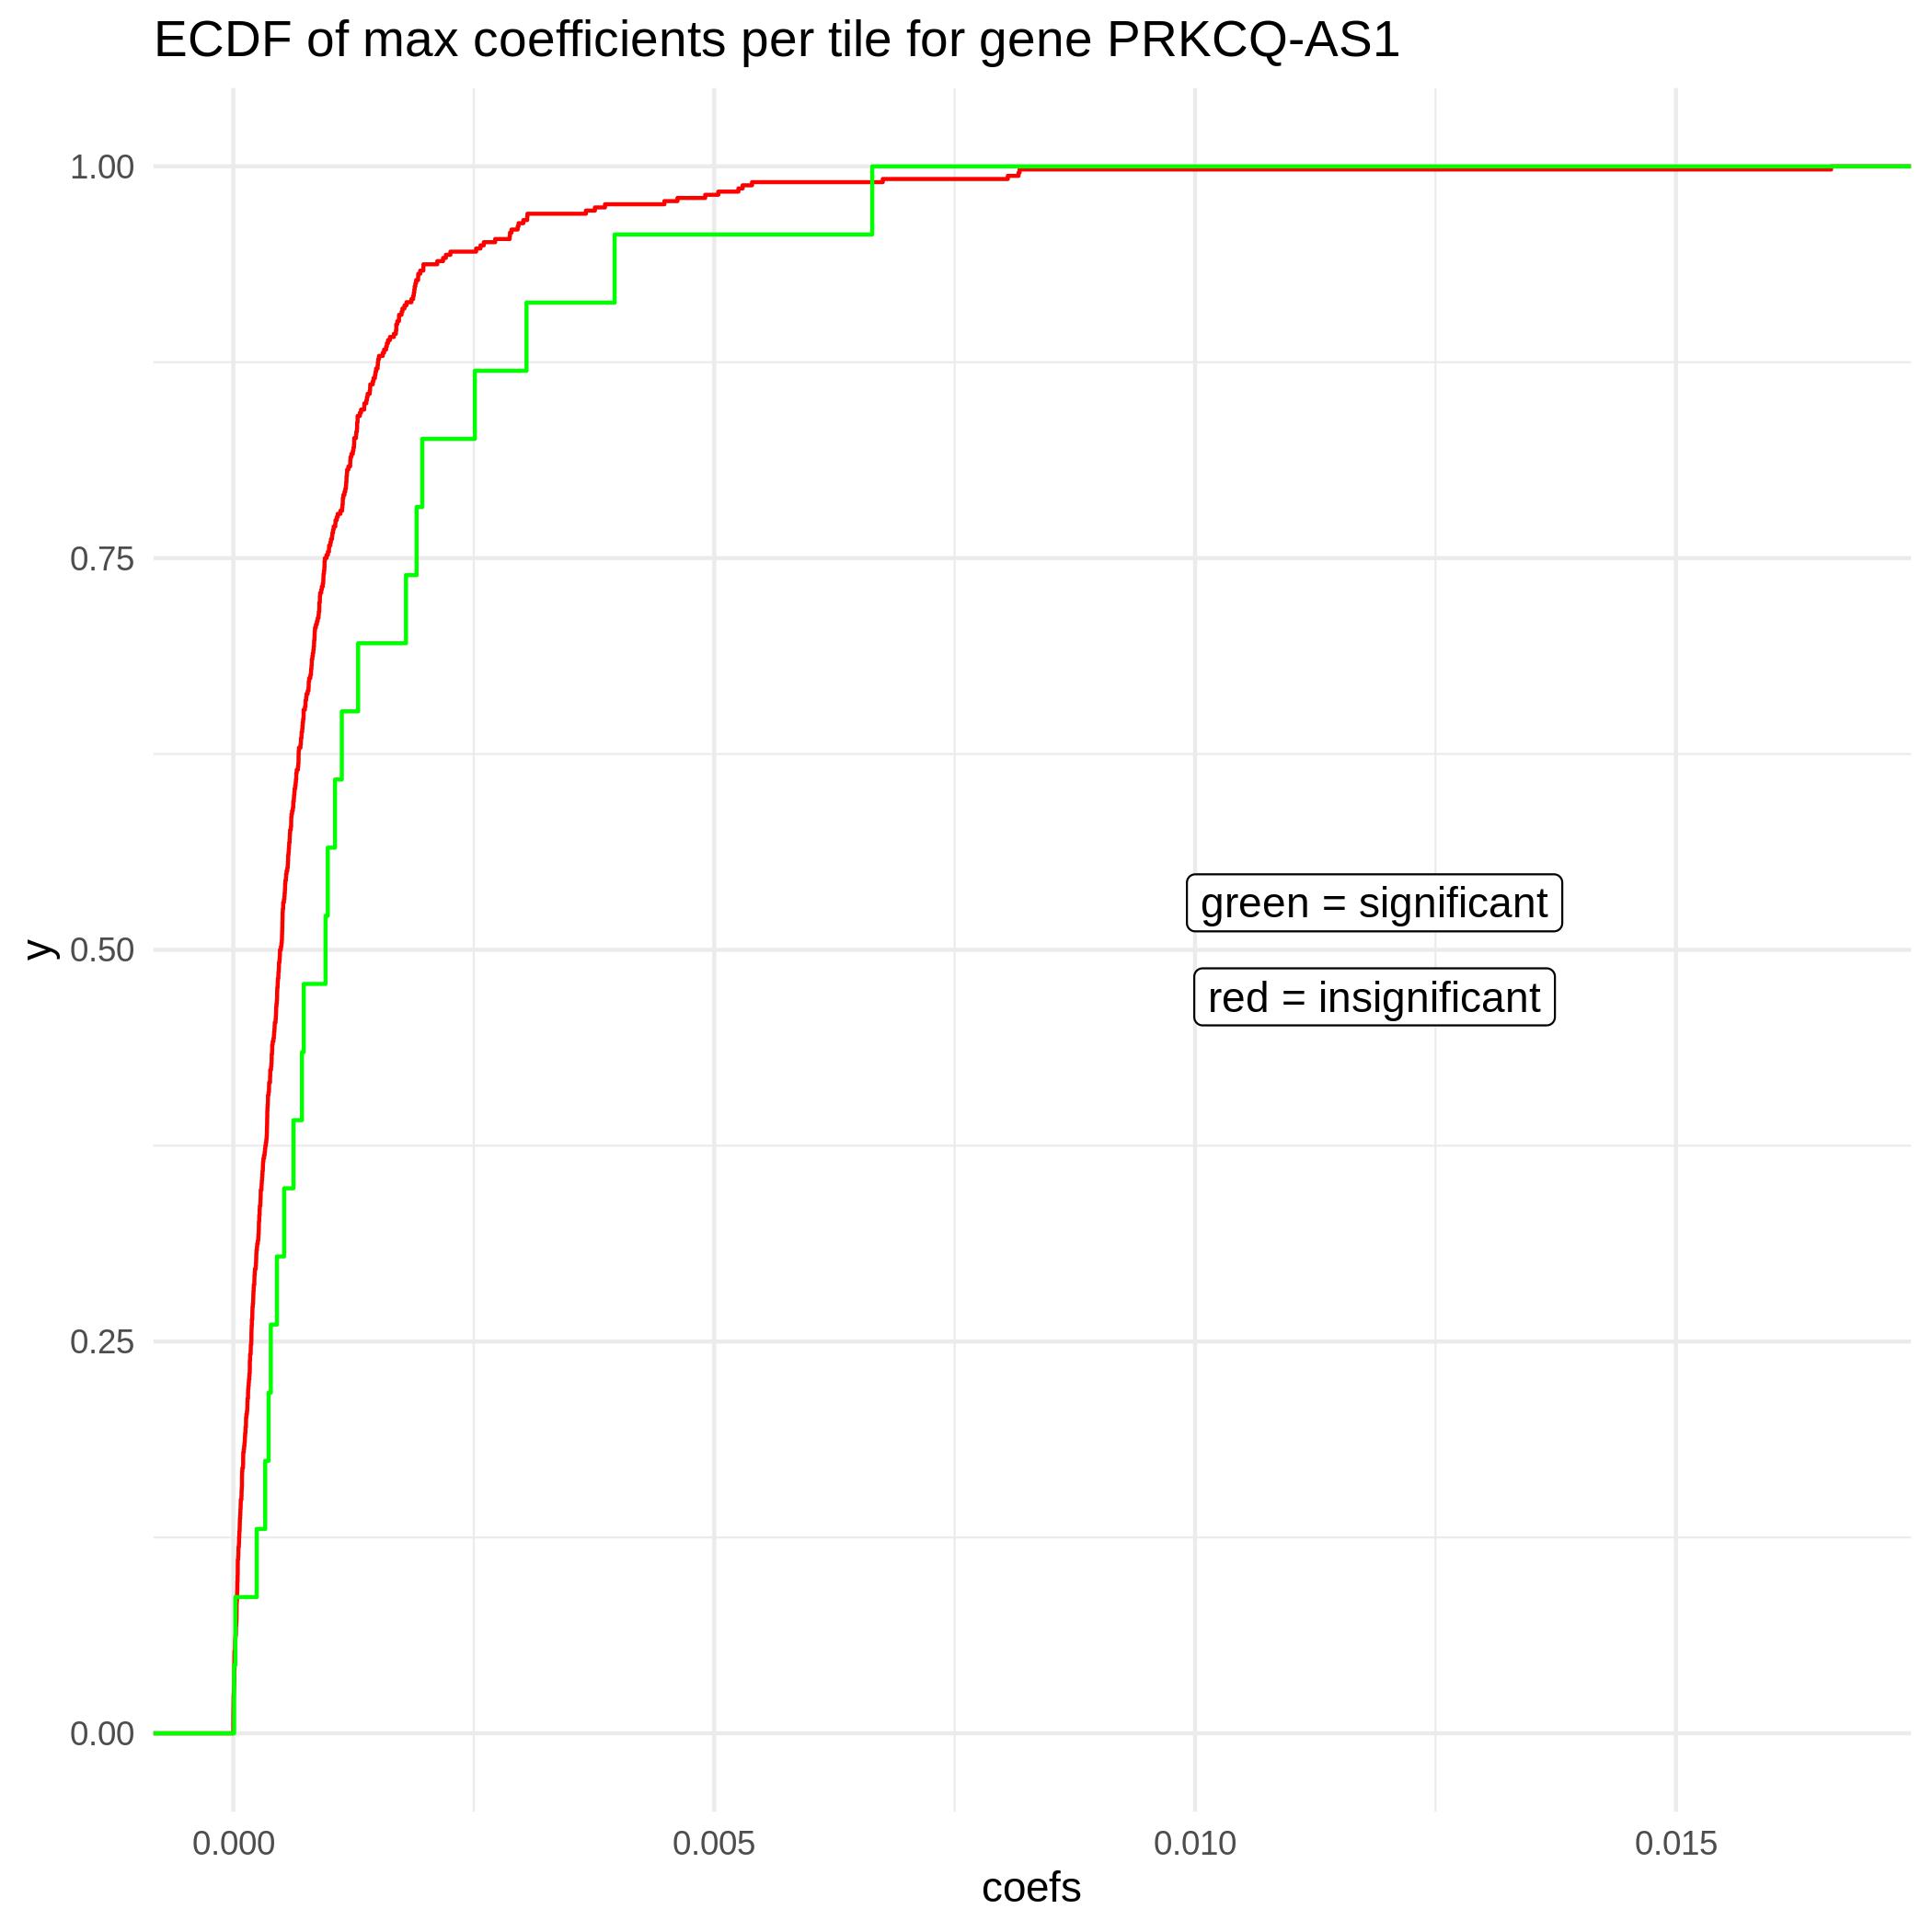 ECDF of max coefficients per tile for gene PRKCQ-AS1
1.00
0.75
0.50
0.25
0.00
y
green = significant
red = insignificant
0.000 0.005 0.010 0.015
coefs